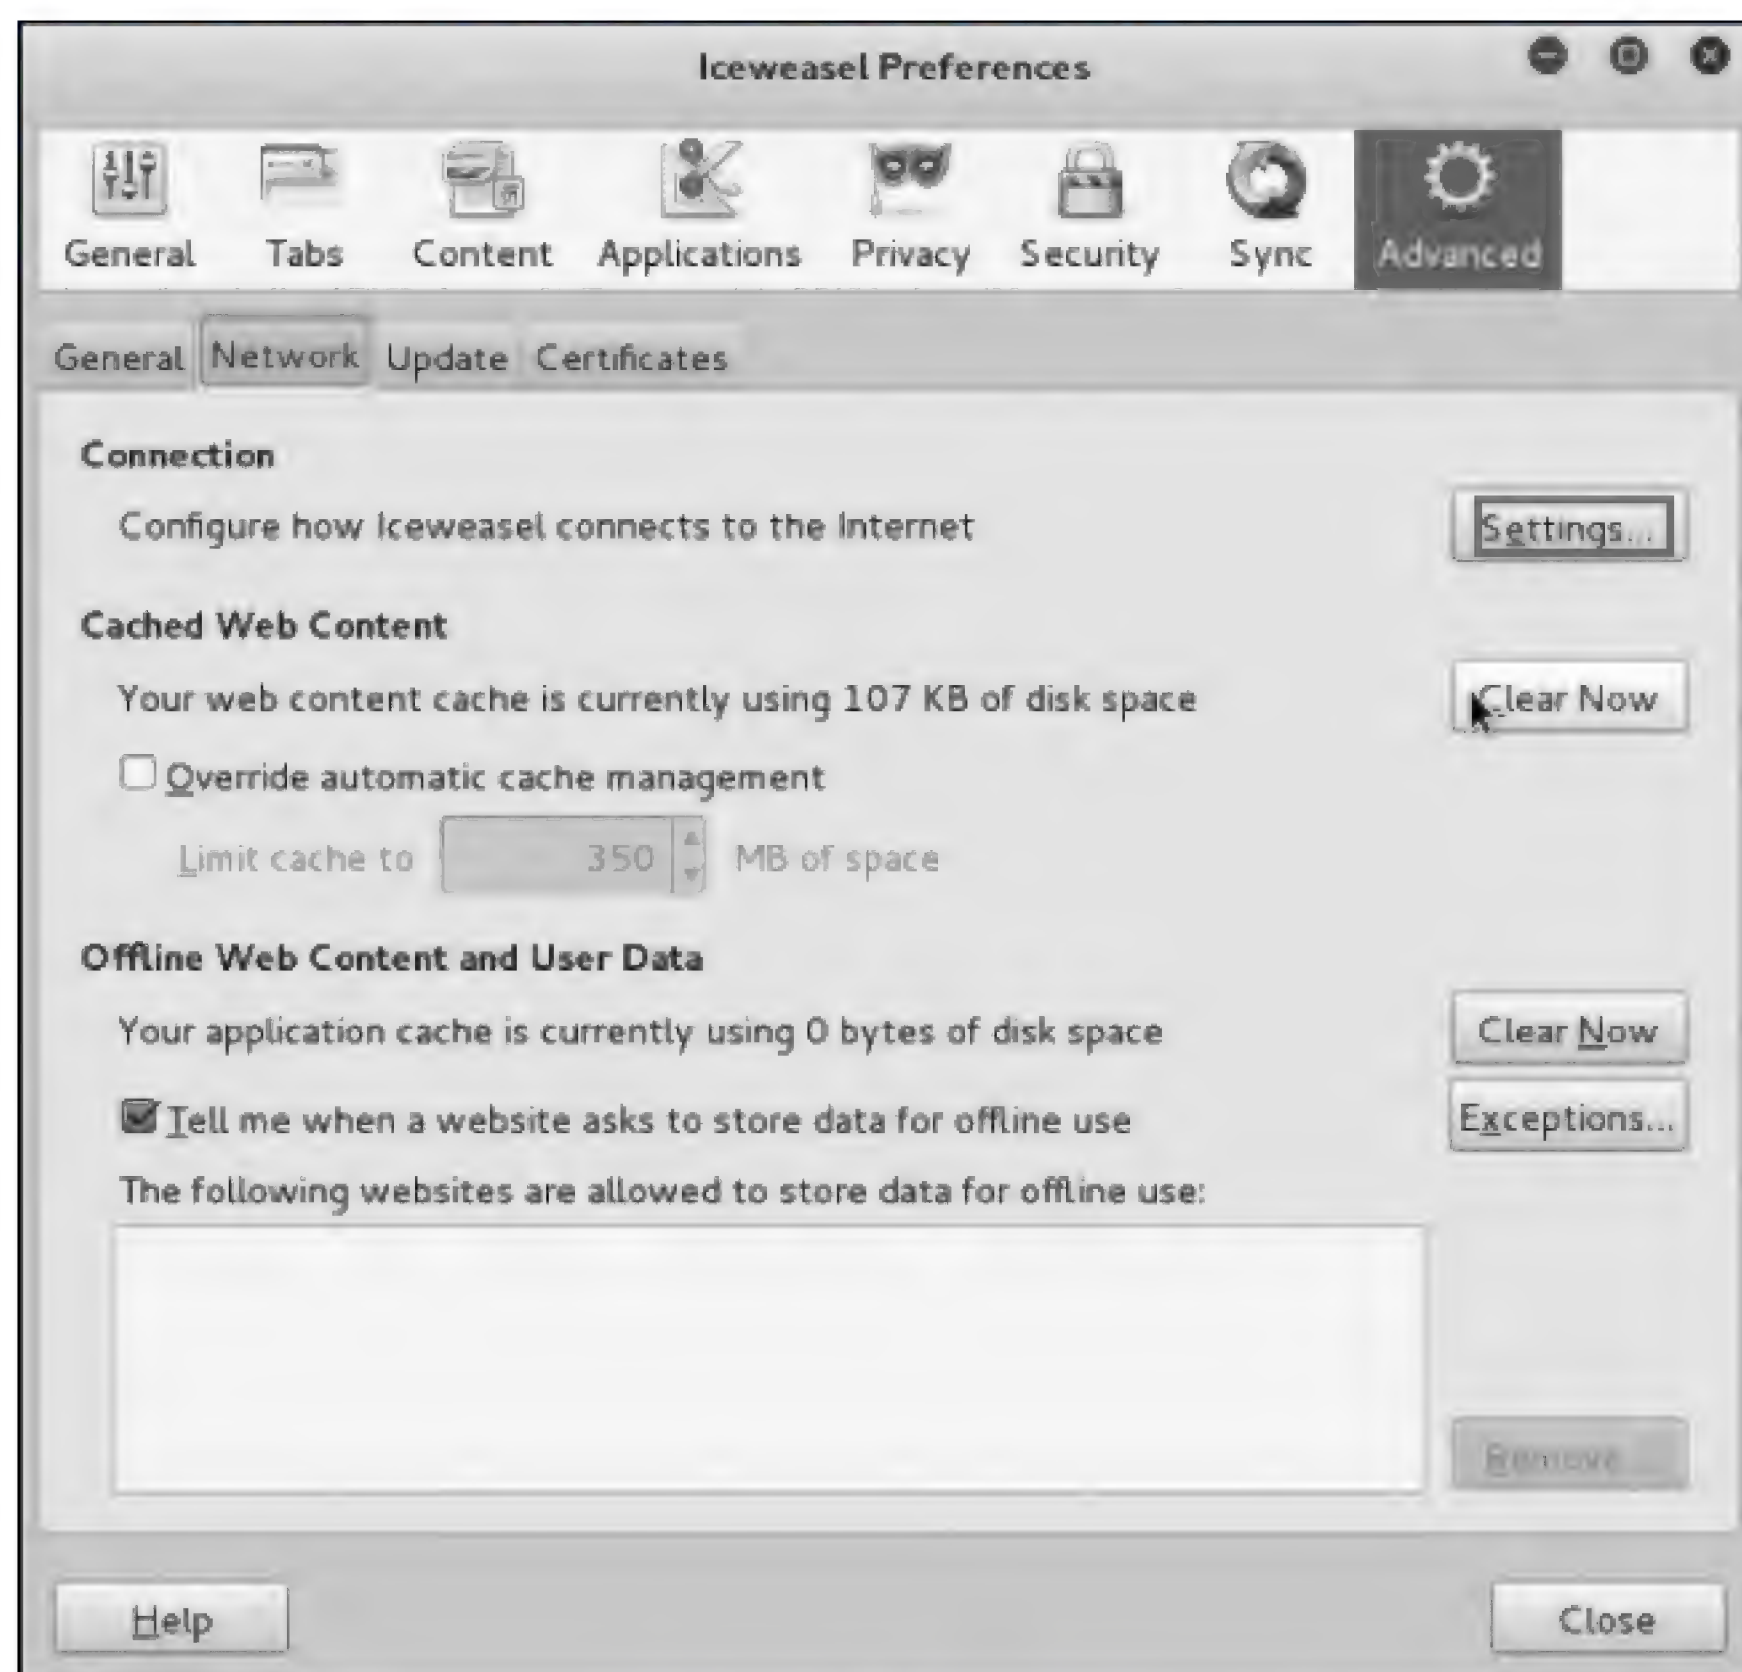 Iceweasel Preferences
General Tabs Content Applications Privacy Security Sync Advanced
General Network Update Certificates
Connection
Configure how Iceweasel connects to the Internet Settings...
Cached Web Content
Your web content cache is currently using 107 KB of disk space Clear Now
Override automatic cache management
Limit cache to 350 MB of space
Offline Web Content and User Data
Your application cache is currently using 0 bytes of disk space Clear Now
Tell me when a website asks to store data for offline use Exceptions...
The following websites are allowed to store data for offline use:
Remove...
Help Close